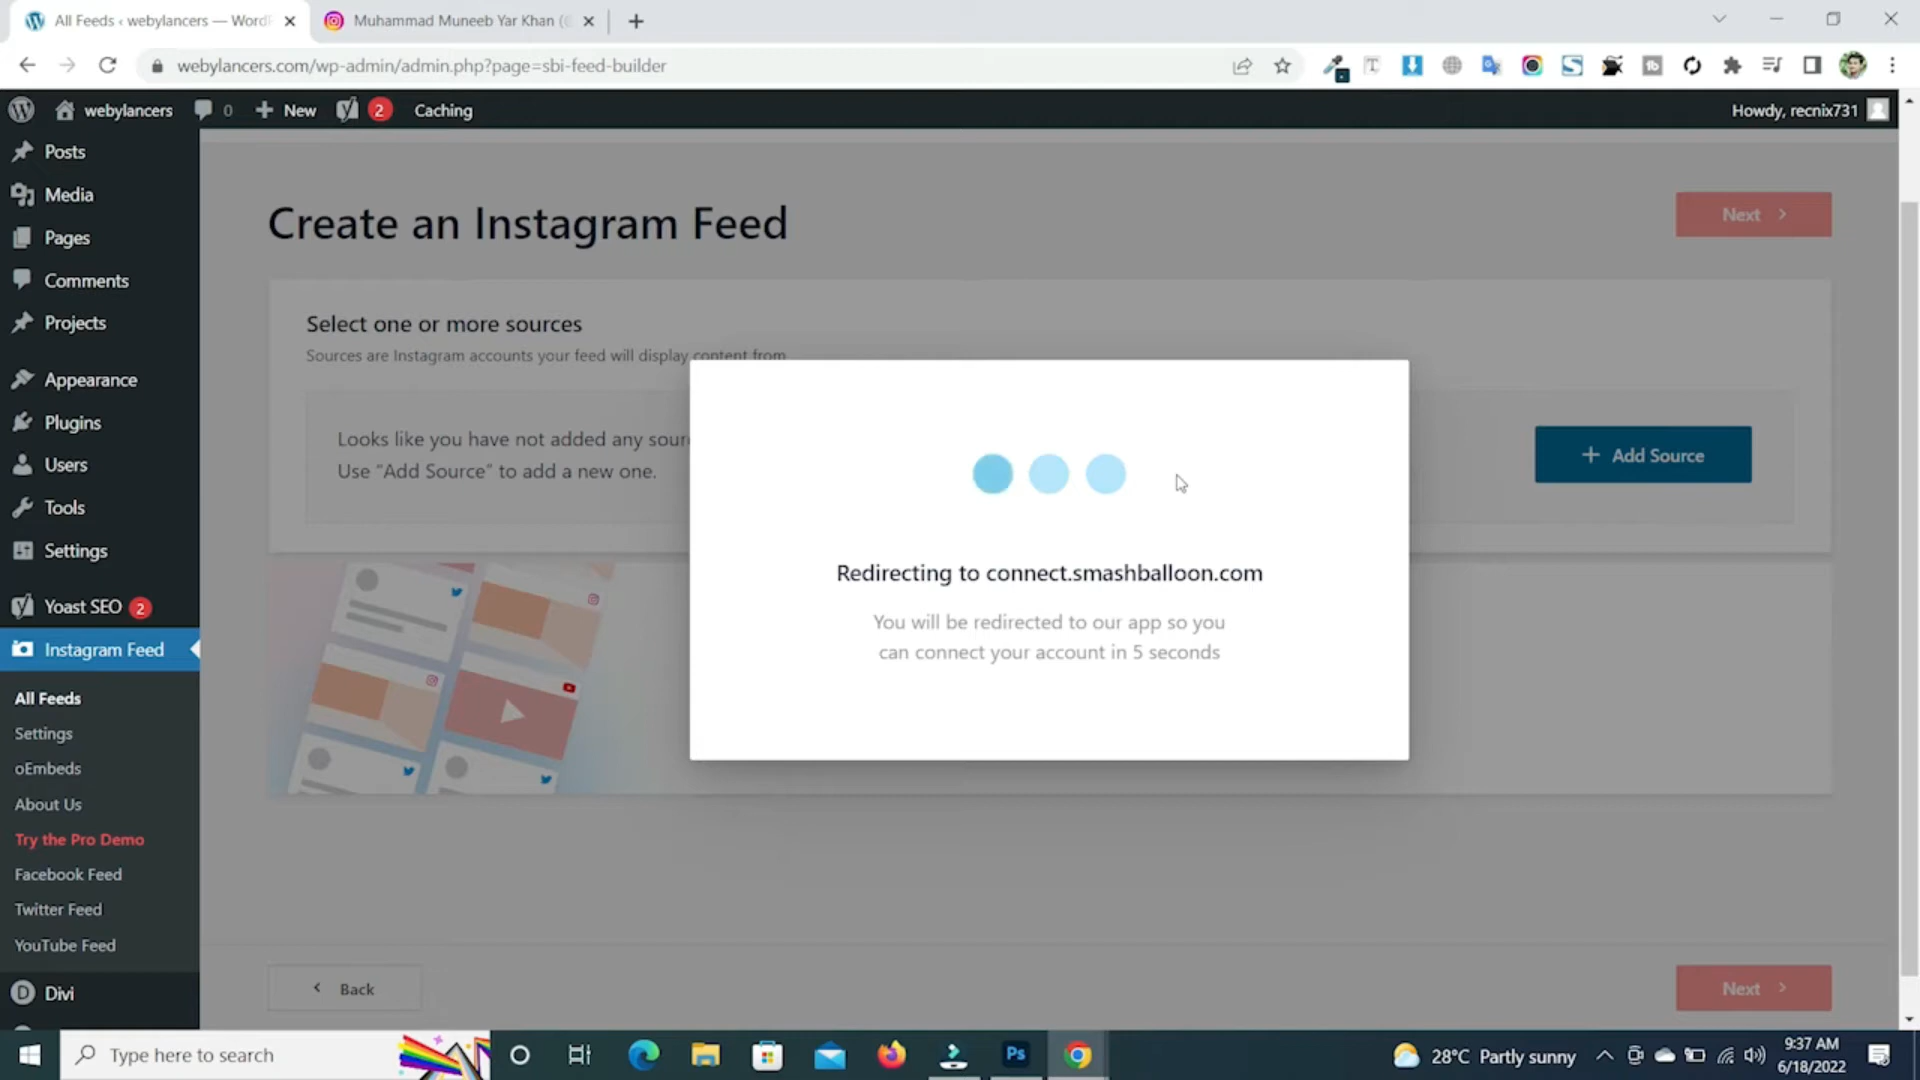 All Feeds ‹ webylancers — Word
Muhammad Muneeb Yar Khan (
webylancers.com/wp-admin/admin.php?page=sbi-feed-builder
webylancers
0
New
2
Caching
Howdy, recnix731
Posts
Media
Pages
Comments
Projects
Appearance
Plugins
Users
Tools
Settings
Yoast SEO 2
Instagram Feed
All Feeds
Settings
oEmbeds
About Us
Try the Pro Demo
Facebook Feed
Twitter Feed
YouTube Feed
Divi
Create an Instagram Feed
Next
Select one or more sources
Sources are Instagram accounts your feed will display content from
Looks like you have not added any sour
Use “Add Source” to add a new one.
Add Source
Redirecting to connect.smashballoon.com
You will be redirected to our app so you
can connect your account in 5 seconds
Back
Next
Type here to search
Ps
28°C Partly sunny
9:37 AM
6/18/2022